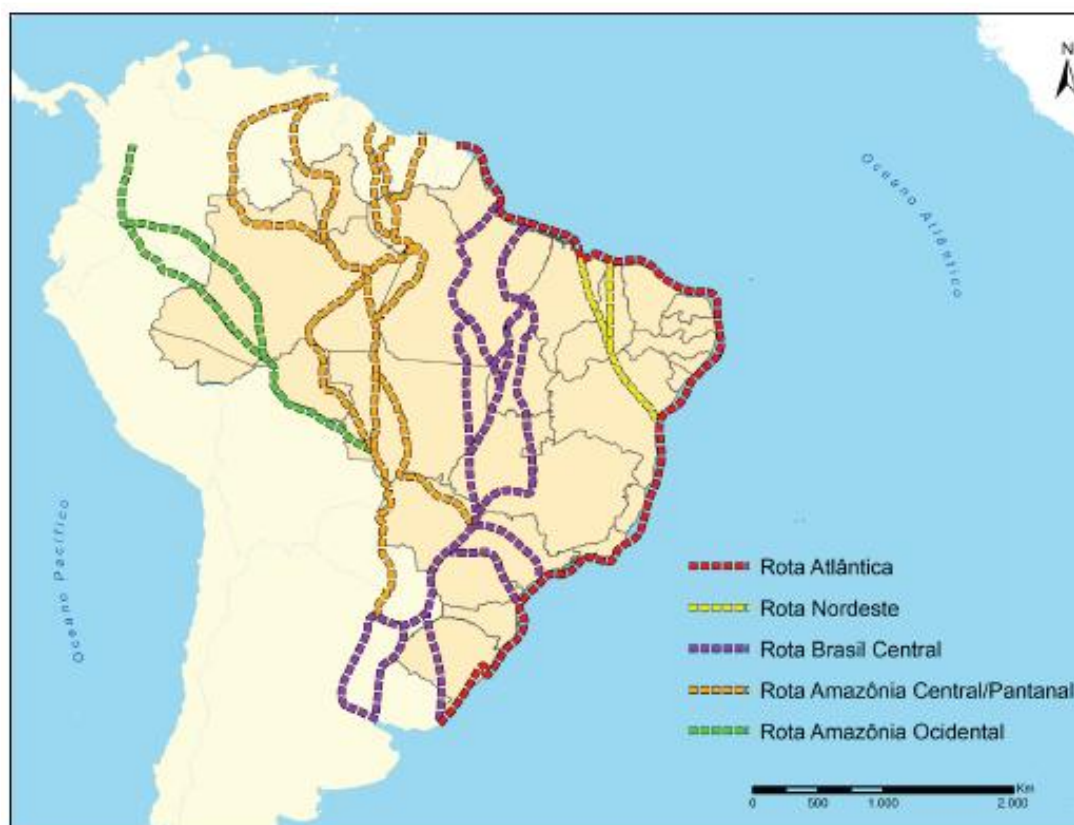 N
Oceano Atlântico
Oceano Pacífico
Rota Atlântica
Rota Nordeste
Rota Brasil Central
Rota Amazônia Central/Pantanal
Rota Amazônia Ocidental
Km
0 500 1.000 2.000